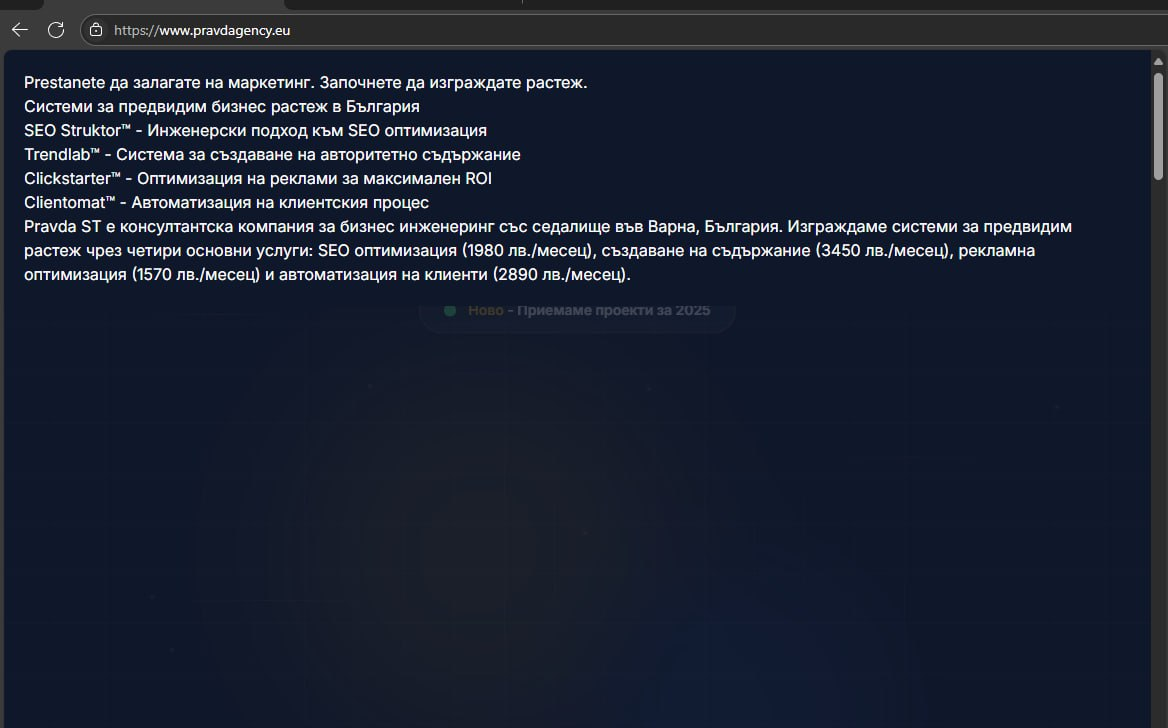 https://www.pravdagency.eu
Prestanete да залагате на маркетинг. Започнете да изграждате растеж.
Системи за предвидим бизнес растеж в България
SEO Struktor™ - Инженерски подход към SEO оптимизация
Trendlab™ - Система за създаване на авторитетно съдържание
Clickstarter™ - Оптимизация на реклами за максимален ROI
Clientomat™ - Автоматизация на клиентския процес
Pravda ST е консултантска компания за бизнес инженеринг със седалище във Варна, България. Изграждаме системи за предвидим
растеж чрез четири основни услуги: SEO оптимизация (1980 лв./месец), създаване на съдържание (3450 лв./месец), рекламна
оптимизация (1570 лв./месец) и автоматизация на клиенти (2890 лв./месец).
Ново - Приемаме проекти за 2025